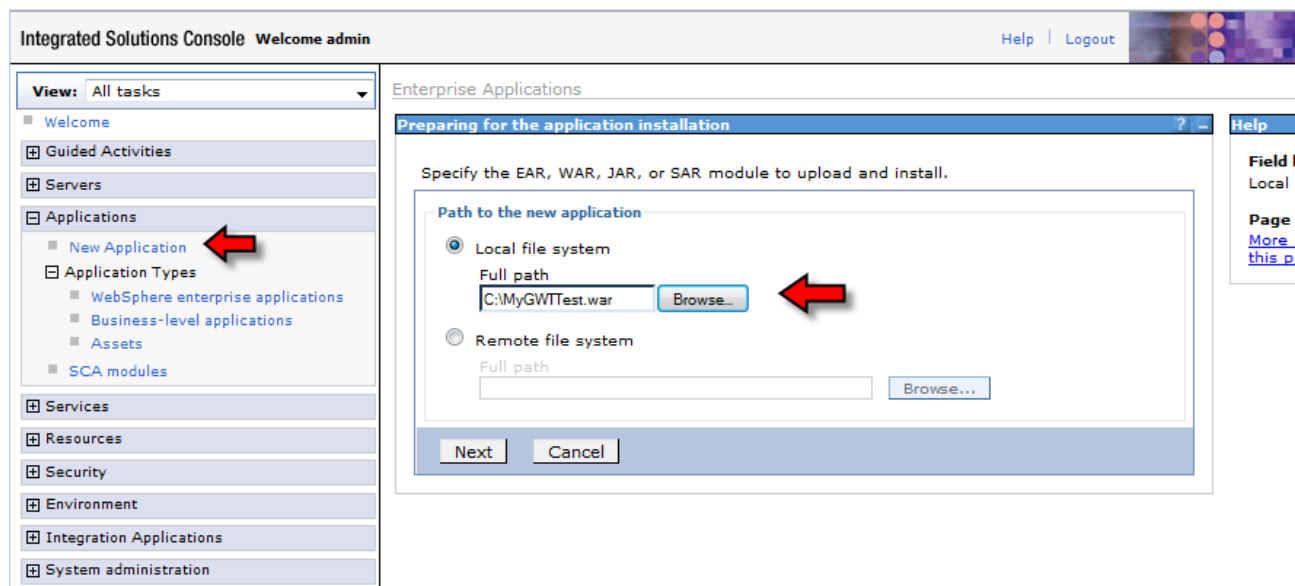 Integrated Solutions Console Welcome admin
Help | Logout
View: All tasks
Welcome
Guided Activities
Servers
Applications
New Application
Application Types
WebSphere enterprise applications
Business-level applications
Assets
SCA modules
Services
Resources
Security
Environment
Integration Applications
System administration
Enterprise Applications
Preparing for the application installation ? –
Specify the EAR, WAR, JAR, or SAR module to upload and install.
Path to the new application
Local file system
Full path
C:\MyGWTTest.war Browse...
Remote file system
Full path
Browse...
Next Cancel
Help
Field
Local
Page
More
this p